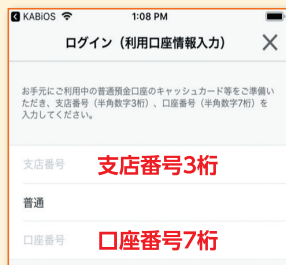 KABiOS 1:08 PM
ログイン（利用口座情報入力）
お手元にご利用中の普通預金口座のキャッシュカード等をご準備い
ただき、支店番号（半角数字3桁）、口座番号（半角数字7桁）を
入力してください。
支店番号 支店番号3桁
普通
口座番号 口座番号7桁